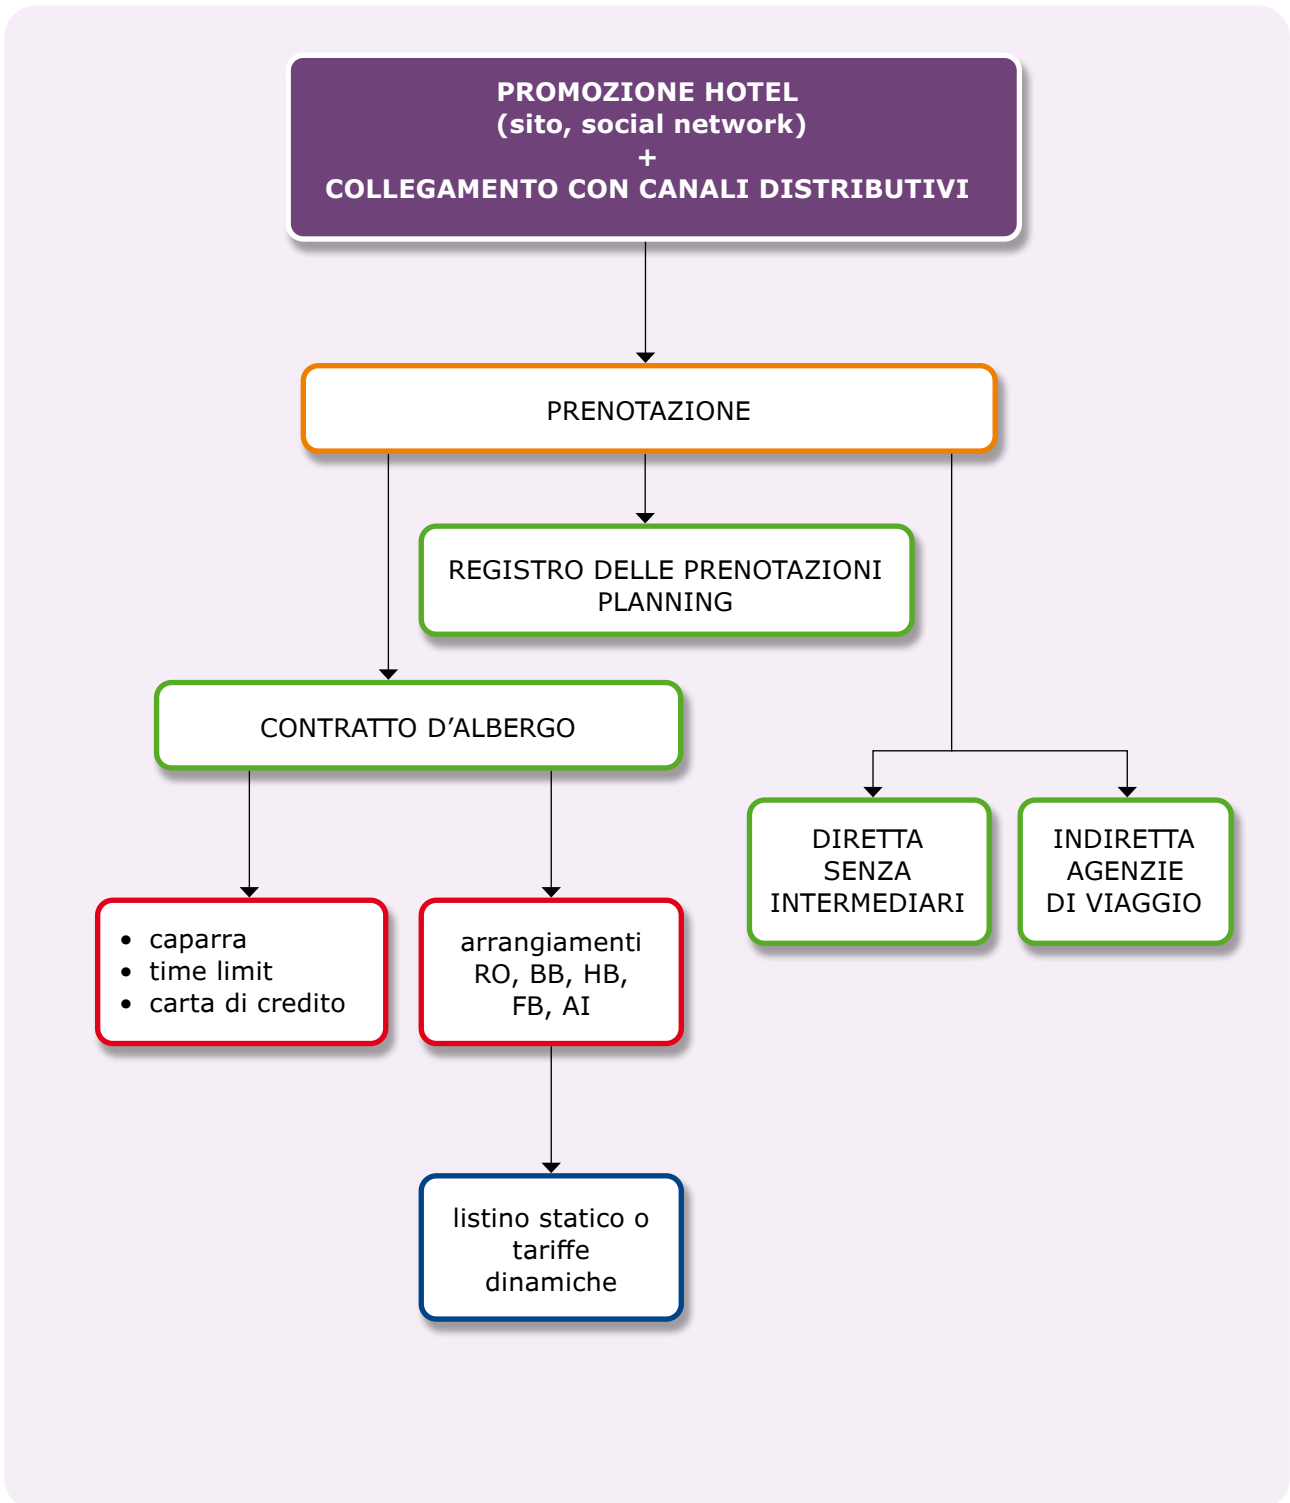 PROMOZIONE HOTEL
(sito, social network)
+
COLLEGAMENTO CON CANALI DISTRIBUTIVI
PRENOTAZIONE
REGISTRO DELLE PRENOTAZIONI
PLANNING
CONTRATTO D’ALBERGO
DIRETTA
SENZA
INTERMEDIARI
INDIRETTA
AGENZIE
DI VIAGGIO
• caparra
• time limit
• carta di credito
arrangiamenti
RO, BB, HB,
FB, AI
listino statico o
tariffe
dinamiche